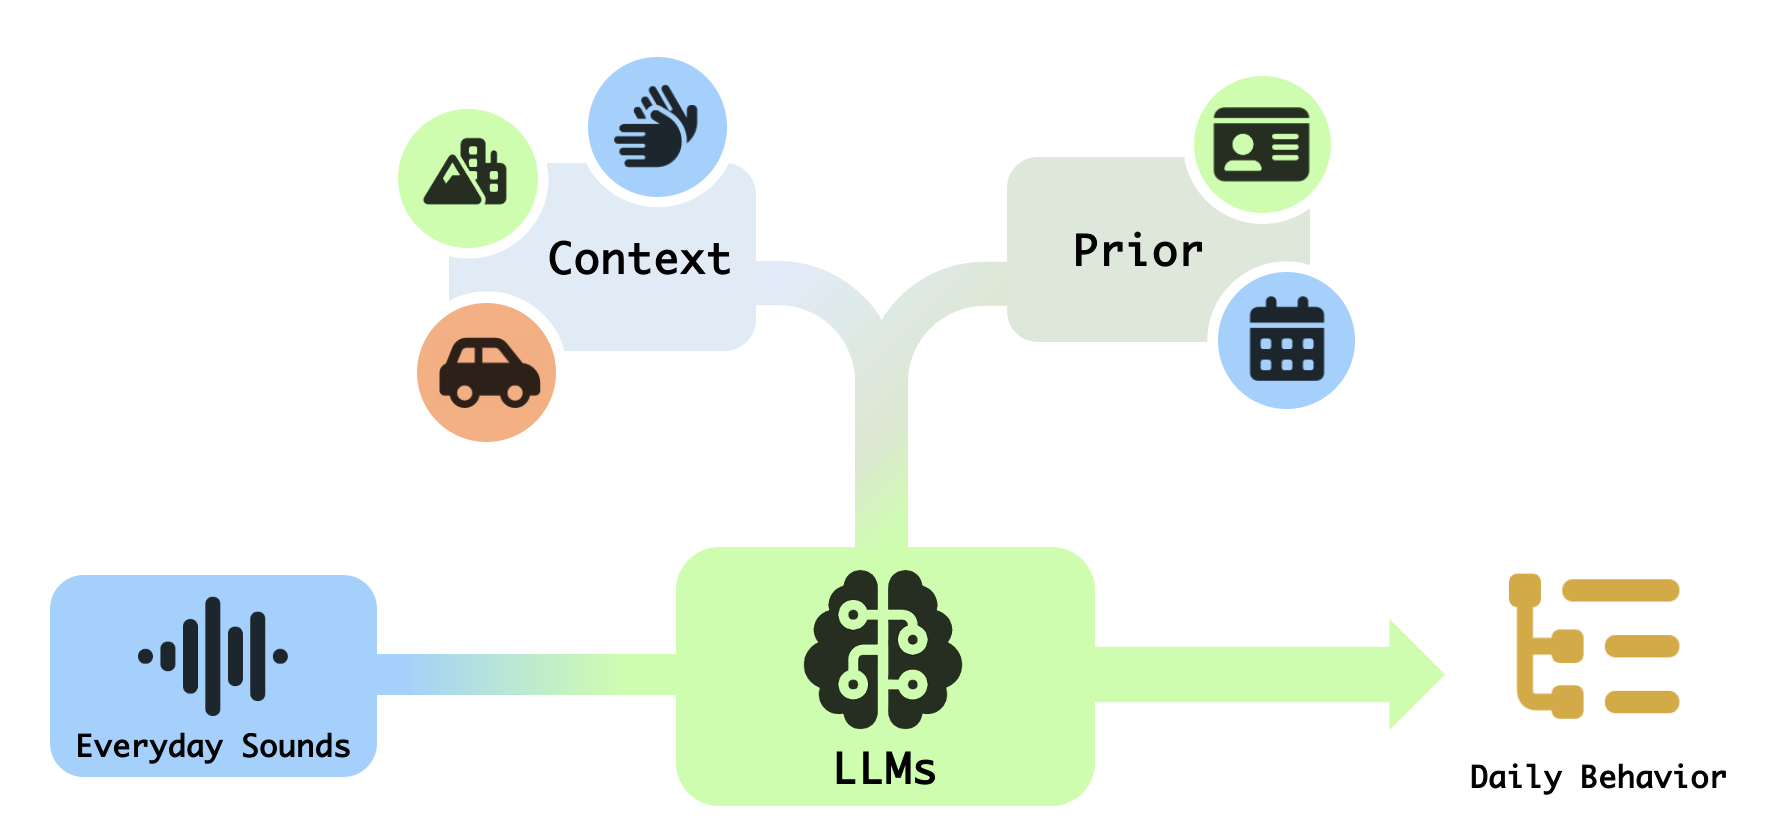 Context
Prior
Everyday Sounds
LLMs
Daily Behavior